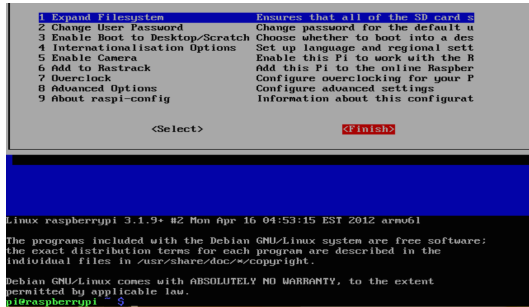 1 Expand Filesystem Ensures that all of the SD card s
2 Change User Password Change password for the default u
3 Enable Boot to Desktop/Scratch Choose whether to boot into a des
4 Internationalisation Options Set up language and regional sett
5 Enable Camera Enable this Pi to work with the R
6 Add to Rastrack Add this Pi to the online Raspber
7 Overclock Configure overclocking for your P
8 Advanced Options Configure advanced settings
9 About raspi-config Information about this configurat
<Select> <Finish>
Linux raspberrypi 3.1.9+ #2 Mon Apr 16 04:53:15 EST 2012 armv6l
The programs included with the Debian GNU/Linux system are free software;
the exact distribution terms for each program are described in the
individual files in /usr/share/doc/*/copyright.
Debian GNU/Linux comes with ABSOLUTELY NO WARRANTY, to the extent
permitted by applicable law.
pi@raspberrypi ~ $